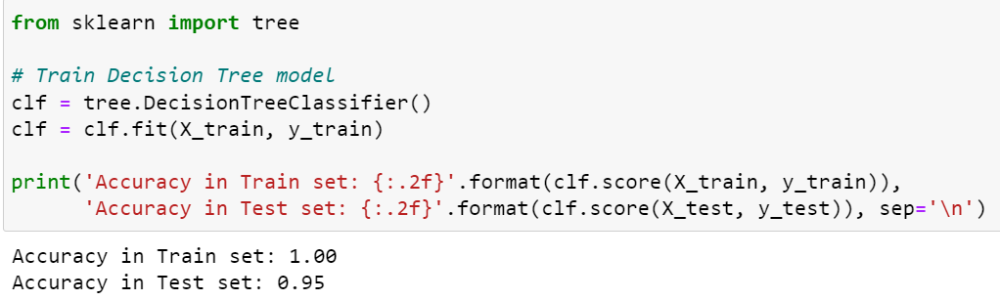 from sklearn import tree
# Train Decision Tree model
clf = tree.DecisionTreeClassifier()
clf = clf.fit(X_train, y_train)
print('Accuracy in Train set: {:.2f}'.format(clf.score(X_train, y_train)),
'Accuracy in Test set: {:.2f}'.format(clf.score(X_test, y_test)), sep='\n')
Accuracy in Train set: 1.00
Accuracy in Test set: 0.95